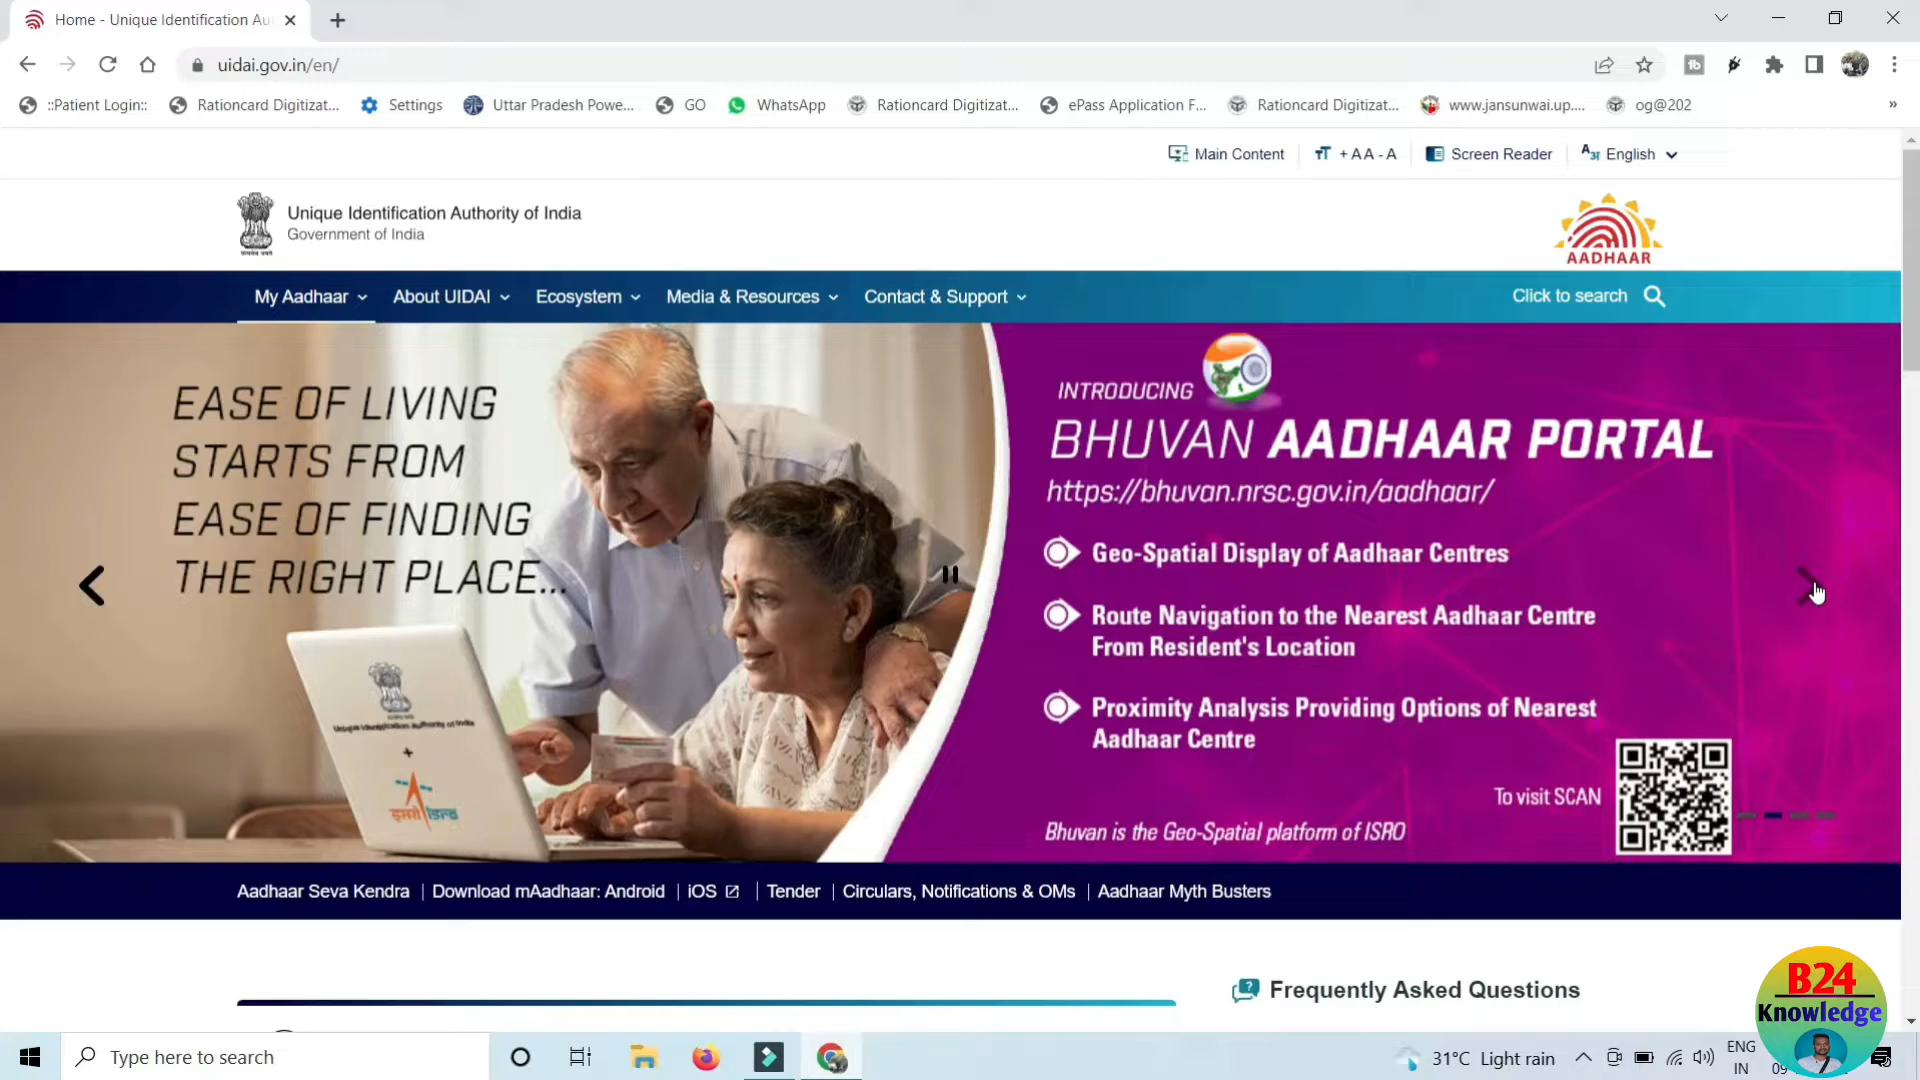 Home - Unique Identification Au
uidai.gov.in/en/
::Patient Login::
Rationcard Digitizat...
Settings
Uttar Pradesh Powe...
GO
WhatsApp
Rationcard Digitizat...
ePass Application F...
Rationcard Digitizat...
www.jansunwai.up....
og@202
»
Main Content
+ A A - A
Screen Reader
English
Unique Identification Authority of India
Government of India
AADHAAR
My Aadhaar
About UIDAI
Ecosystem
Media & Resources
Contact & Support
Click to search
EASE OF LIVING
STARTS FROM
EASE OF FINDING
THE RIGHT PLACE...
INTRODUCING
BHUVAN AADHAAR PORTAL
https://bhuvan.nrsc.gov.in/aadhaar/
Geo-Spatial Display of Aadhaar Centres
Route Navigation to the Nearest Aadhaar Centre
From Resident's Location
Proximity Analysis Providing Options of Nearest
Aadhaar Centre
To visit SCAN
Bhuvan is the Geo-Spatial platform of ISRO
Unique Identification Authority of India
+
इसरो isro
Aadhaar Seva Kendra
Download mAadhaar: Android
iOS
Tender
Circulars, Notifications & OMs
Aadhaar Myth Busters
Frequently Asked Questions
B24
Knowledge
Type here to search
31°C Light rain
ENG
IN